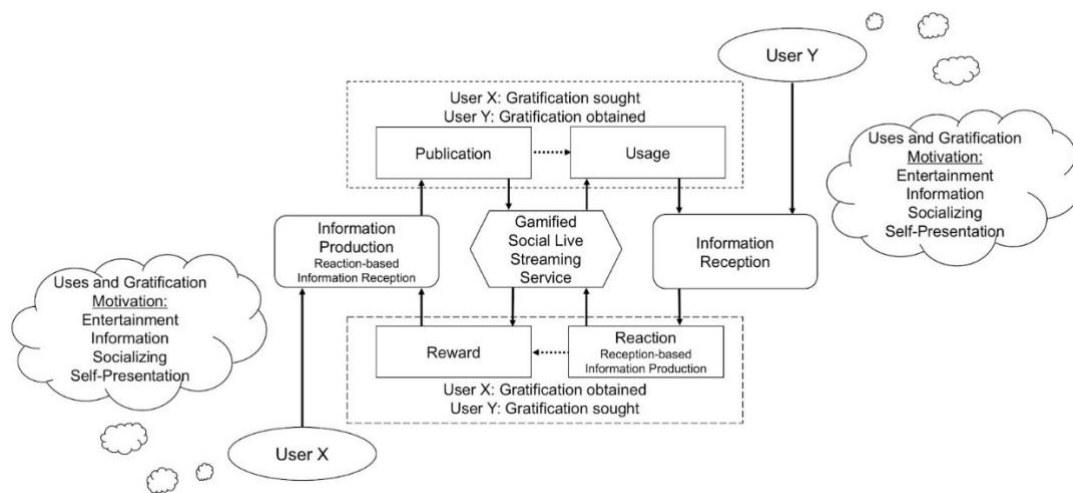 User Y
User X: Gratification sought
User Y: Gratification obtained
Publication
Usage
Uses and Gratification
Motivation:
Entertainment
Information
Socializing
Self-Presentation
Information
Production
Reaction-based
Information Reception
Gamified
Social Live
Streaming
Service
Information
Reception
Uses and Gratification
Motivation:
Entertainment
Information
Socializing
Self-Presentation
Reward
Reaction
Reception-based
Information Production
User X: Gratification obtained
User Y: Gratification sought
User X